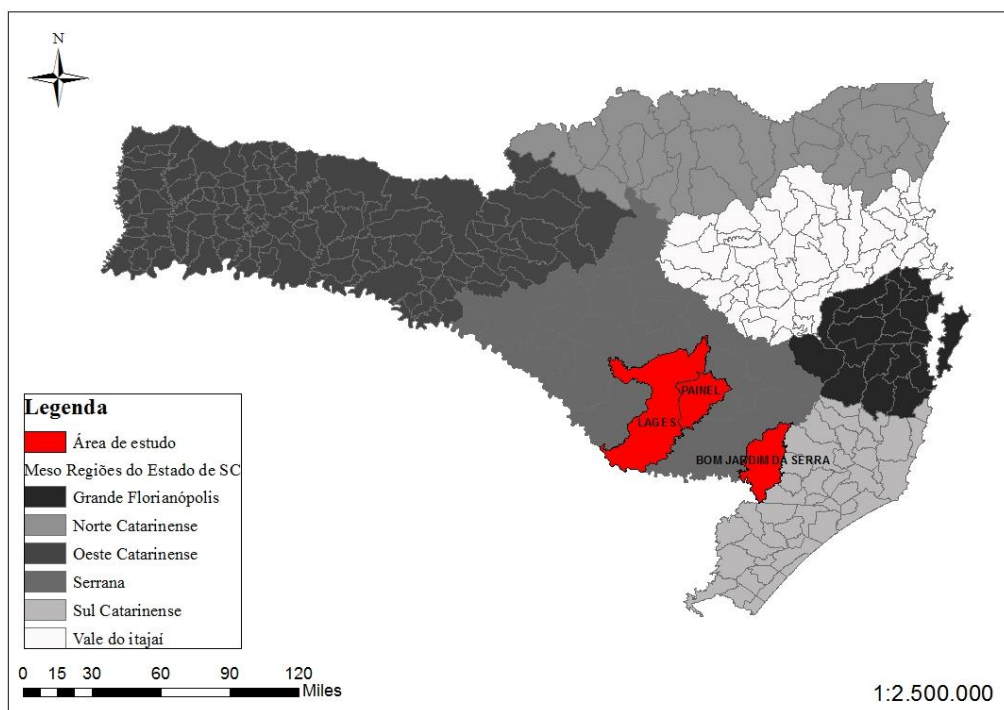 N
PAINEL
LAGES
BOM JARDIM DA SERRA
Legenda
Área de estudo
Meso Regiões do Estado de SC
Grande Florianópolis
Norte Catarinense
Oeste Catarinense
Serrana
Sul Catarinense
Vale do itajaí
0 15 30 60 90 120
Miles
1:2.500.000